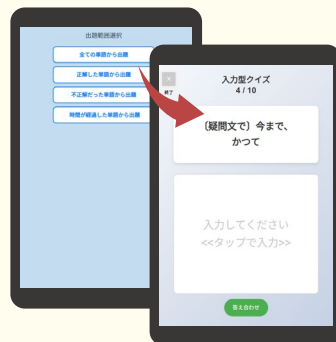 出題範囲選択
全ての単語から出題
正解した単語から出題
不正解だった単語から出題
時間が経過した単語から出題
×
終了
入力型クイズ
4 / 10
〔疑問文で〕今まで、
かつて
入力してください
<<タップで入力>>
答え合わせ